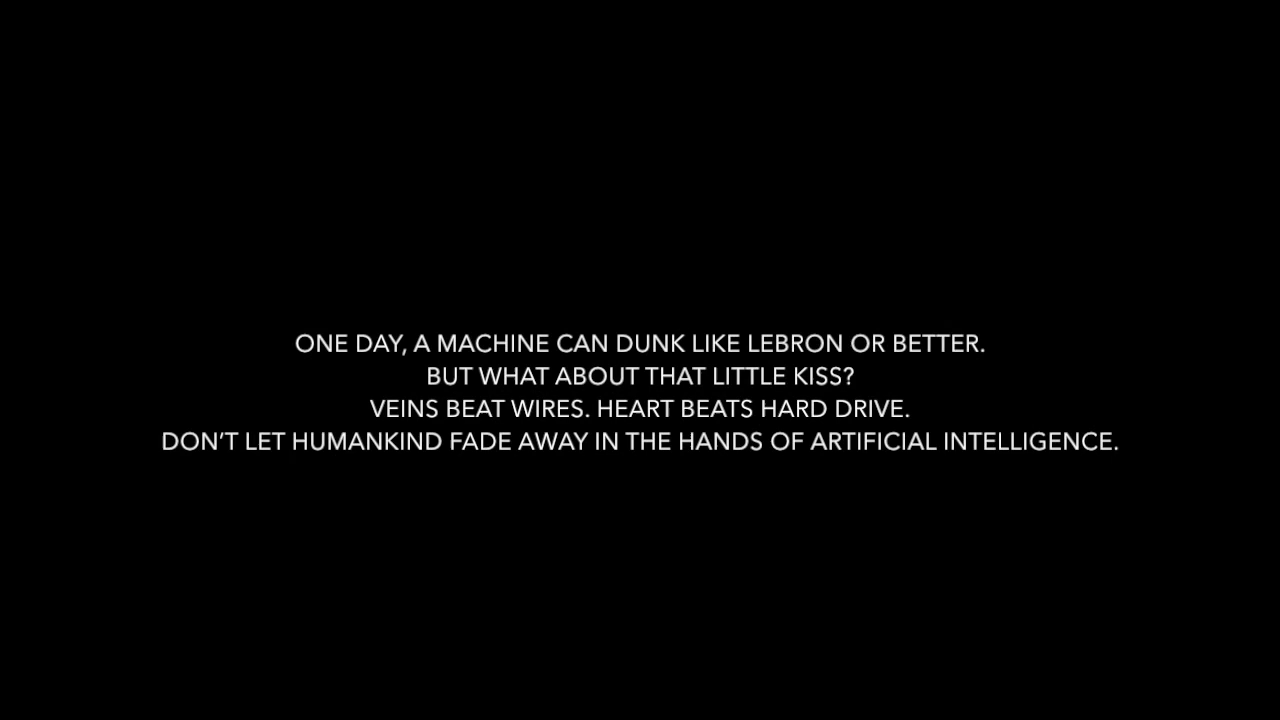 ONE DAY, A MACHINE CAN DUNK LIKE LEBRON OR BETTER.
BUT WHAT ABOUT THAT LITTLE KISS?
VEINS BEAT WIRES. HEART BEATS HARD DRIVE.
DON’T LET HUMANKIND FADE AWAY IN THE HANDS OF ARTIFICIAL INTELLIGENCE.